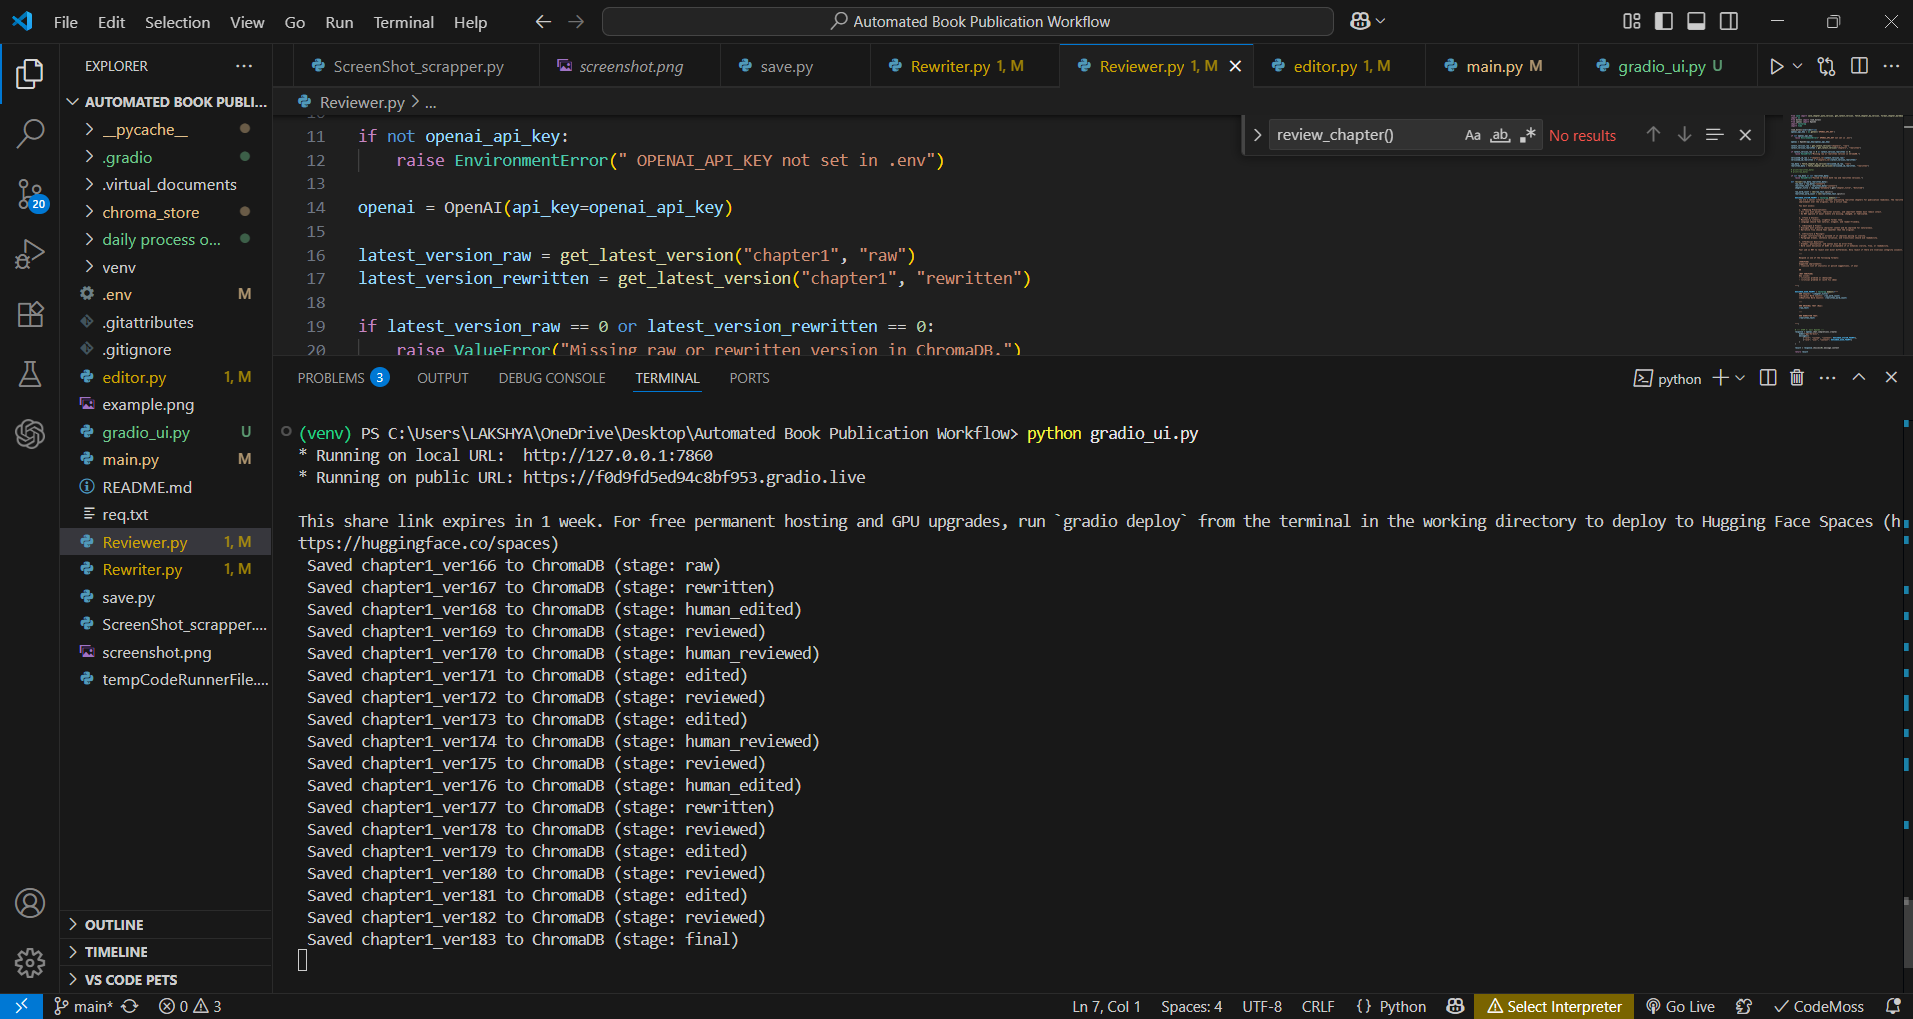 File Edit Selection View Go Run Terminal Help
Automated Book Publication Workflow
EXPLORER
AUTOMATED BOOK PUBLI...
__pycache__
.gradio
.virtual_documents
chroma_store
daily process o...
venv
.env M
.gitattributes
.gitignore
editor.py 1, M
example.png
gradio_ui.py U
main.py M
README.md
req.txt
Reviewer.py 1, M
Rewriter.py 1, M
save.py
ScreenShot_scrapper....
screenshot.png
tempCodeRunnerFile....
OUTLINE
TIMELINE
VS CODE PETS
20
ScreenShot_scrapper.py screenshot.png save.py Rewriter.py 1, M Reviewer.py 1, M editor.py 1, M main.py M gradio_ui.py U
Reviewer.py > ...
review_chapter() Aa ab No results
11 if not openai_api_key:
12 raise EnvironmentError(" OPENAI_API_KEY not set in .env")
13
14 openai = OpenAI(api_key=openai_api_key)
15
16 latest_version_raw = get_latest_version("chapter1", "raw")
17 latest_version_rewritten = get_latest_version("chapter1", "rewritten")
18
19 if latest_version_raw == 0 or latest_version_rewritten == 0:
20 raise ValueError("Missing raw or rewritten version in ChromaDB.")
PROBLEMS 3 OUTPUT DEBUG CONSOLE TERMINAL PORTS
python
(venv) PS C:\Users\LAKSHYA\OneDrive\Desktop\Automated Book Publication Workflow> python gradio_ui.py
* Running on local URL:  http://127.0.0.1:7860
* Running on public URL: https://f0d9fd5ed94c8bf953.gradio.live
This share link expires in 1 week. For free permanent hosting and GPU upgrades, run `gradio deploy` from the terminal in the working directory to deploy to Hugging Face Spaces (h
ttps://huggingface.co/spaces)
Saved chapter1_ver166 to ChromaDB (stage: raw)
Saved chapter1_ver167 to ChromaDB (stage: rewritten)
Saved chapter1_ver168 to ChromaDB (stage: human_edited)
Saved chapter1_ver169 to ChromaDB (stage: reviewed)
Saved chapter1_ver170 to ChromaDB (stage: human_reviewed)
Saved chapter1_ver171 to ChromaDB (stage: edited)
Saved chapter1_ver172 to ChromaDB (stage: reviewed)
Saved chapter1_ver173 to ChromaDB (stage: edited)
Saved chapter1_ver174 to ChromaDB (stage: human_reviewed)
Saved chapter1_ver175 to ChromaDB (stage: reviewed)
Saved chapter1_ver176 to ChromaDB (stage: human_edited)
Saved chapter1_ver177 to ChromaDB (stage: rewritten)
Saved chapter1_ver178 to ChromaDB (stage: reviewed)
Saved chapter1_ver179 to ChromaDB (stage: edited)
Saved chapter1_ver180 to ChromaDB (stage: reviewed)
Saved chapter1_ver181 to ChromaDB (stage: edited)
Saved chapter1_ver182 to ChromaDB (stage: reviewed)
Saved chapter1_ver183 to ChromaDB (stage: final)
main* 0 3 Ln 7, Col 1 Spaces: 4 UTF-8 CRLF {} Python Select Interpreter Go Live CodeMoss